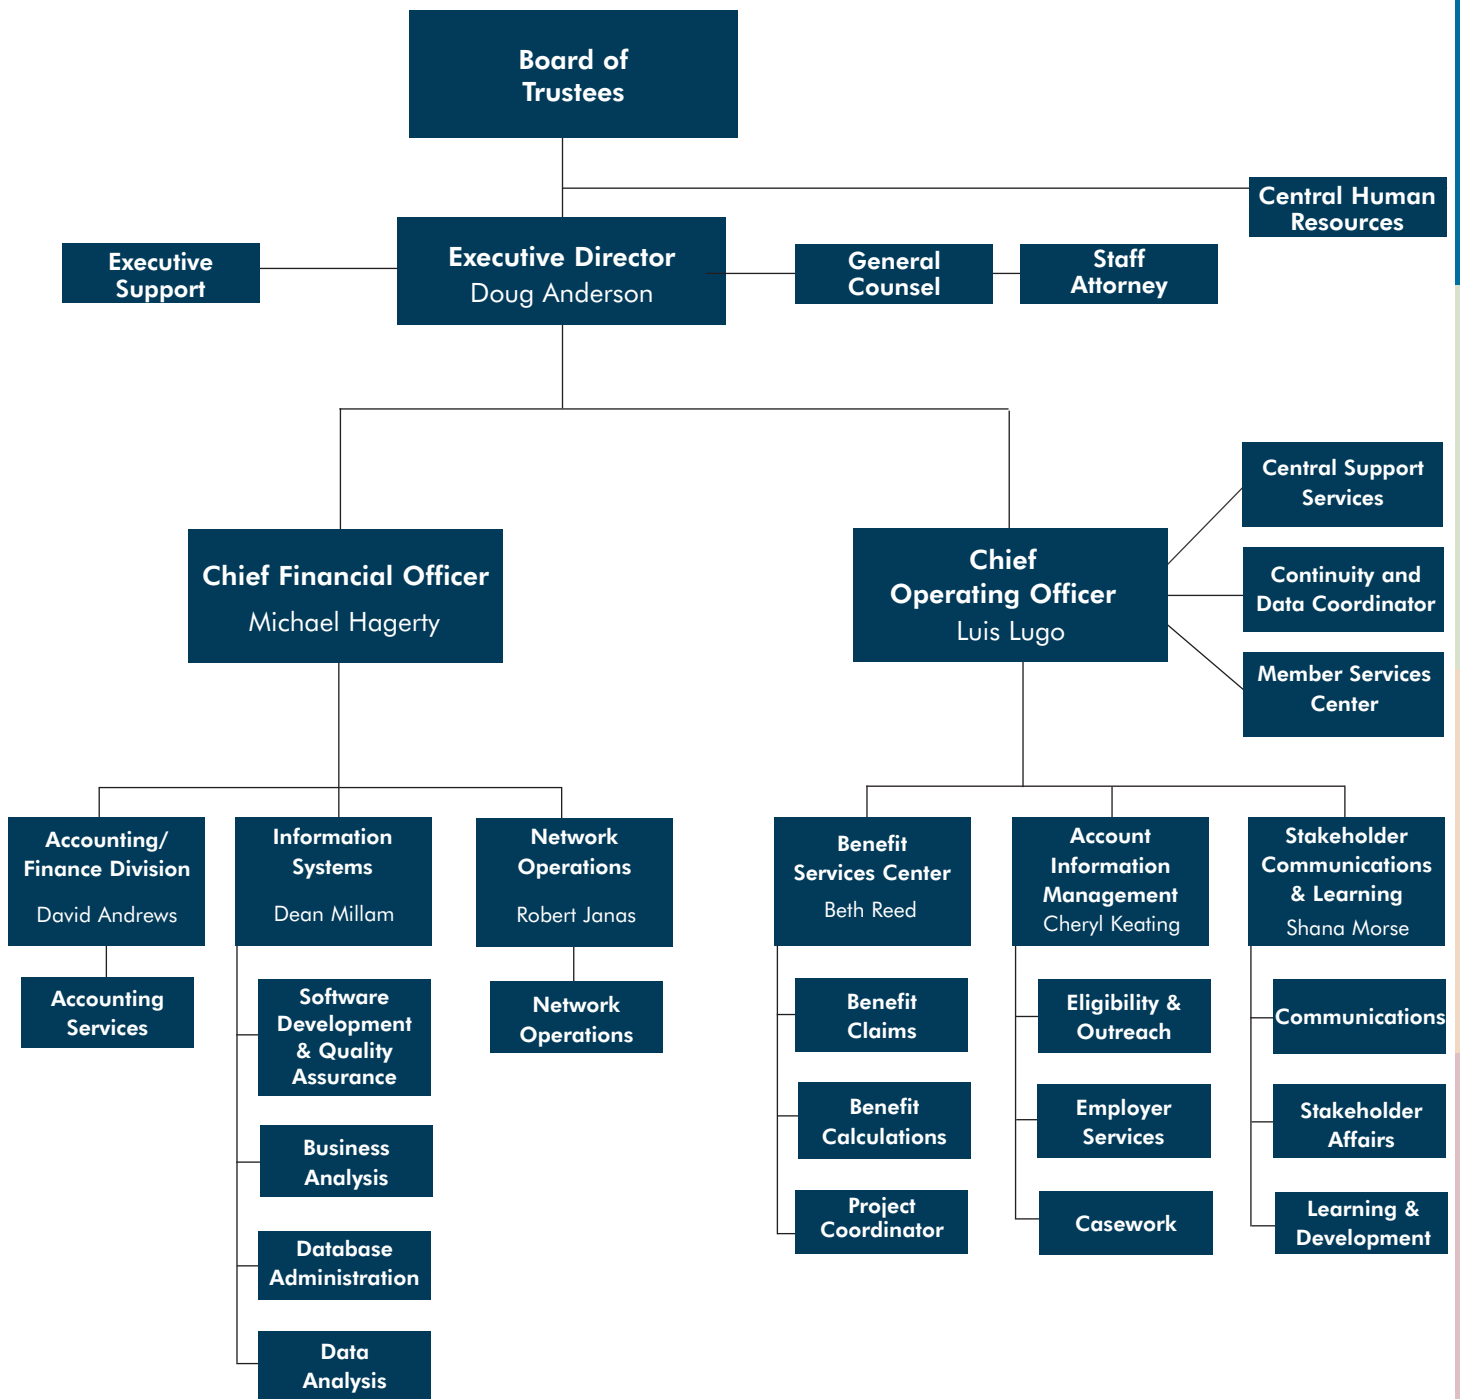 Board of
Trustees
Central Human
Resources
Executive
Support
Executive Director
Doug Anderson
General
Counsel
Staff
Attorney
Central Support
Services
Chief Financial Officer
Michael Hagerty
Chief
Operating Officer
Luis Lugo
Continuity and
Data Coordinator
Member Services
Center
Accounting/
Finance Division
David Andrews
Information
Systems
Dean Millam
Network
Operations
Robert Janas
Benefit
Services Center
Beth Reed
Account
Information
Management
Cheryl Keating
Stakeholder
Communications
& Learning
Shana Morse
Accounting
Services
Software
Development
& Quality
Assurance
Network
Operations
Benefit
Claims
Eligibility &
Outreach
Communications
Business
Analysis
Benefit
Calculations
Employer
Services
Stakeholder
Affairs
Database
Administration
Project
Coordinator
Casework
Learning &
Development
Data
Analysis